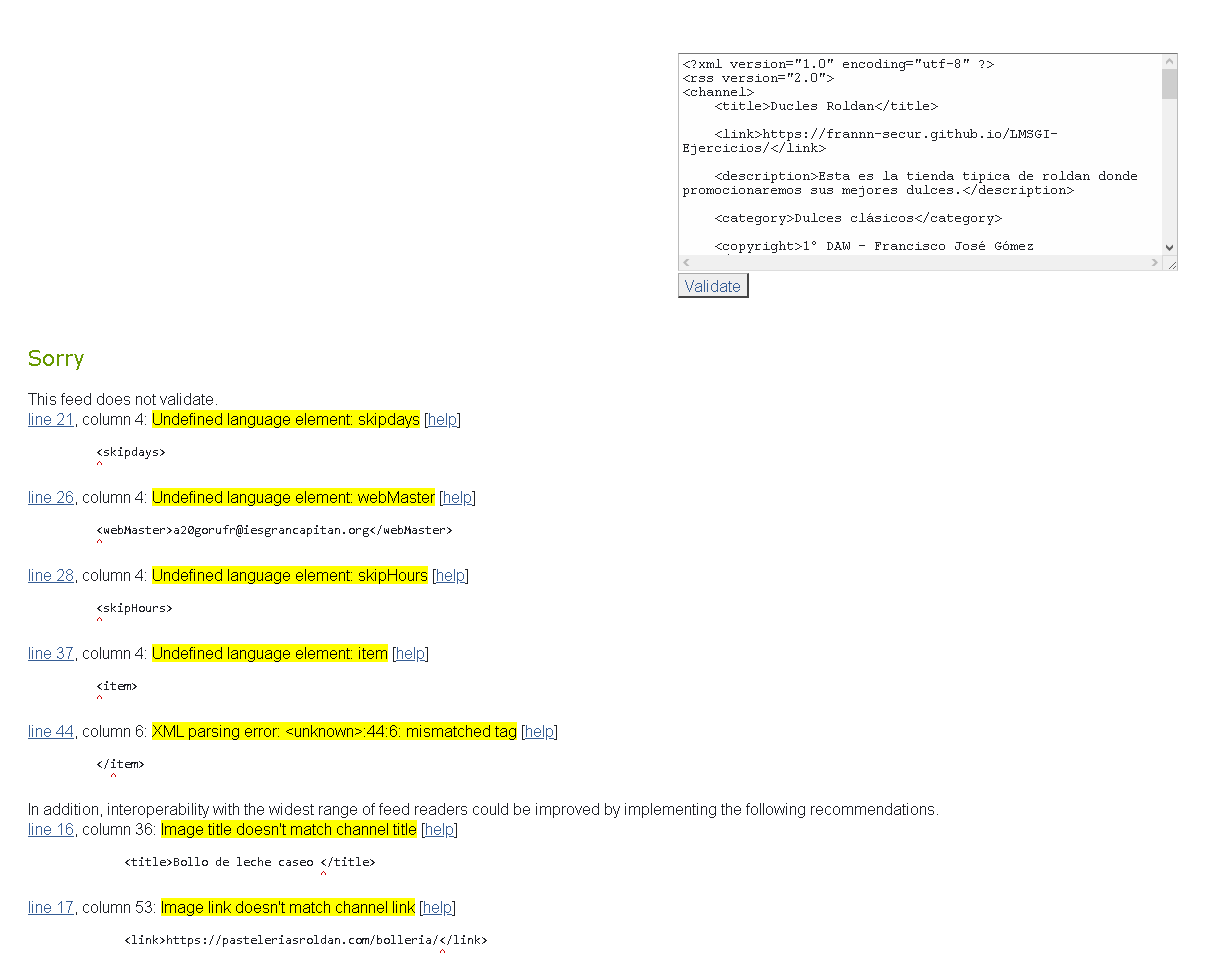 <?xml version="1.0" encoding="utf-8" ?>
<rss version="2.0">
<channel>
<title>Ducles Roldan</title>
<link>https://frannn-secur.github.io/LMSGI-
Ejercicios/</link>
<description>Esta es la tienda tipica de roldan donde
promocionaremos sus mejores dulces.</description>
<category>Dulces clásicos</category>
<copyright>1º DAW - Francisco José Gómez
Validate
Sorry
This feed does not validate.
line 21, column 4: Undefined language element: skipdays [help]
<skipdays>
^
line 26, column 4: Undefined language element: webMaster [help]
<webMaster>a20gorufr@iesgrancapitan.org</webMaster>
^
line 28, column 4: Undefined language element: skipHours [help]
<skipHours>
^
line 37, column 4: Undefined language element: item [help]
<item>
^
line 44, column 6: XML parsing error: <unknown>:44:6: mismatched tag [help]
</item>
^
In addition, interoperability with the widest range of feed readers could be improved by implementing the following recommendations.
line 16, column 36: Image title doesn't match channel title [help]
<title>Bollo de leche caseo </title>
^
line 17, column 53: Image link doesn't match channel link [help]
<link>https://pasteleriasroldan.com/bolleria/</link>
^